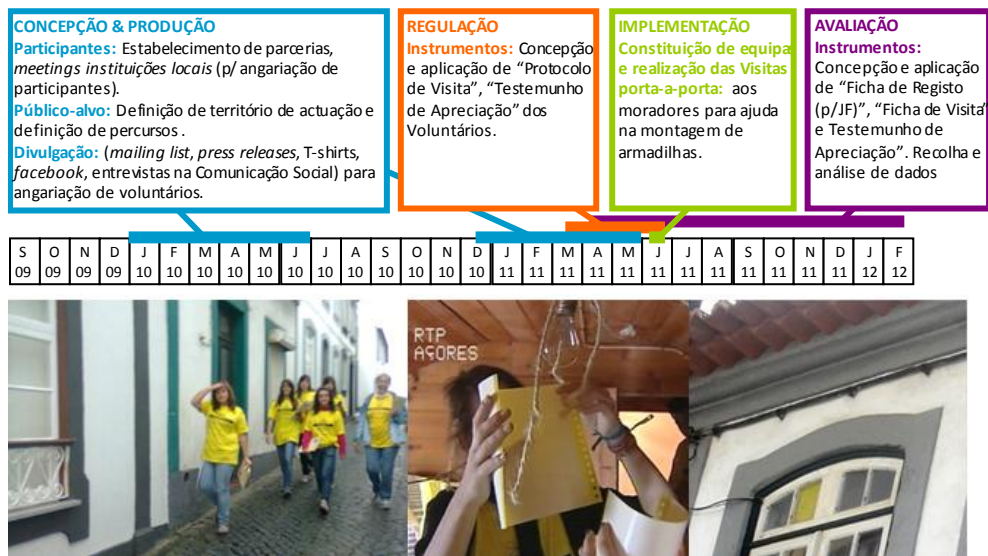 CONCEPÇÃO & PRODUÇÃO
Participantes: Estabelecimento de parcerias,
meetings instituições locais (p/ angariação de
participantes).
Público-alvo: Definição de território de actuação e
definição de percursos .
Divulgação: (mailing list, press releases, T-shirts,
facebook, entrevistas na Comunicação Social) para
angariação de voluntários.
REGULAÇÃO
Instrumentos: Concepção
e aplicação de “Protocolo
de Visita”, “Testemunho
de Apreciação” dos
Voluntários.
IMPLEMENTAÇÃO
Constituição de equipa
e realização das Visitas
porta-a-porta: aos
moradores para ajuda
na montagem de
armadilhas.
AVALIAÇÃO
Instrumentos:
Concepção e aplicação
de “Ficha de Registo
(p/JF)”, “Ficha de Visita”
e Testemunho de
Apreciação”. Recolha e
análise de dados
S O N D J F M A M J J A S O N D J F M A M J J A S O N D J F
09 09 09 09 10 10 10 10 10 10 10 10 10 10 10 10 11 11 11 11 11 11 11 11 11 11 11 11 12 12
RTP
AÇORES